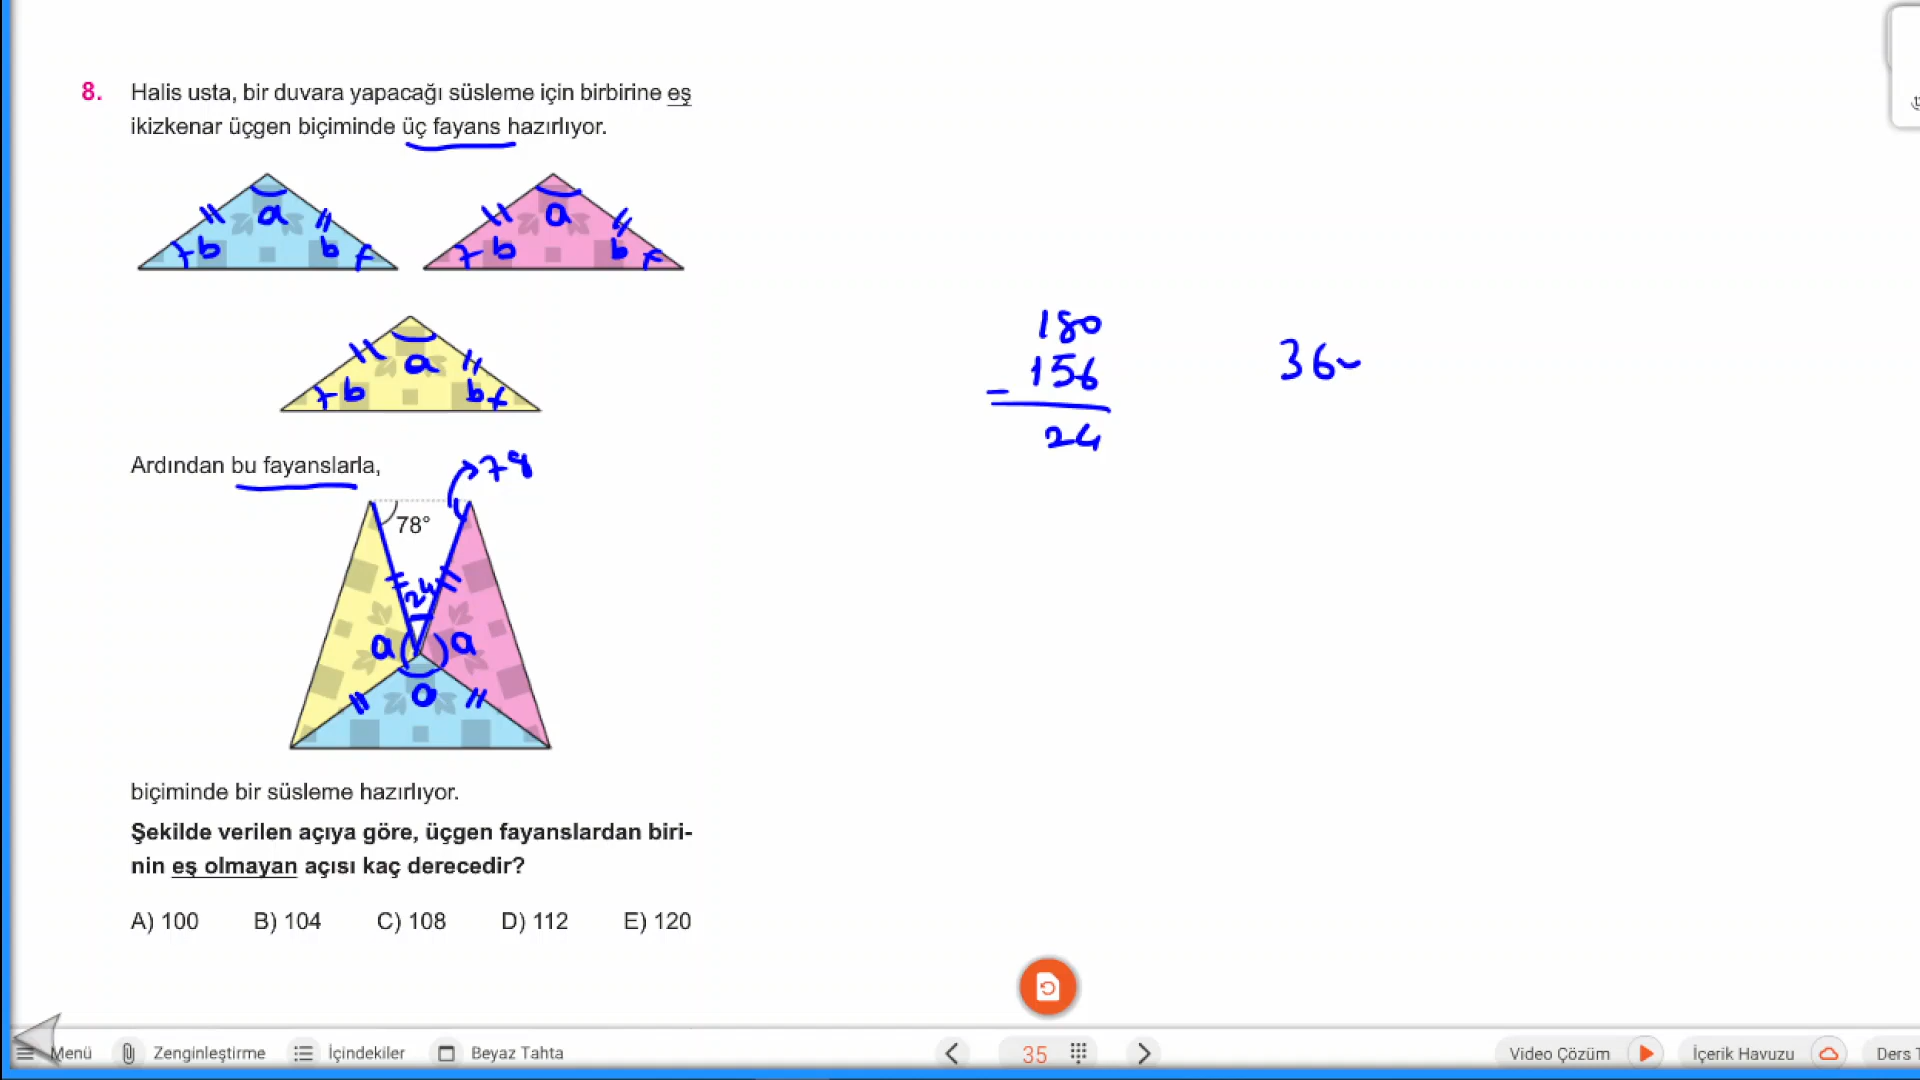 8. Halis usta, bir duvara yapacağı süsleme için birbirine eş
ikizkenar üçgen biçiminde üç fayans hazırlıyor.
a
b
b
a
b
b
a
b
b
180
156
-
24
36
Ardından bu fayanslarla,
78
78°
24
a
a
a
biçiminde bir süsleme hazırlıyor.
Şekilde verilen açıya göre, üçgen fayanslardan biri-
nin eş olmayan açısı kaç derecedir?
A) 100 B) 104 C) 108 D) 112 E) 120
Menü Zenginleştirme İçindekiler Beyaz Tahta 35 Video Çözüm İçerik Havuzu Ders